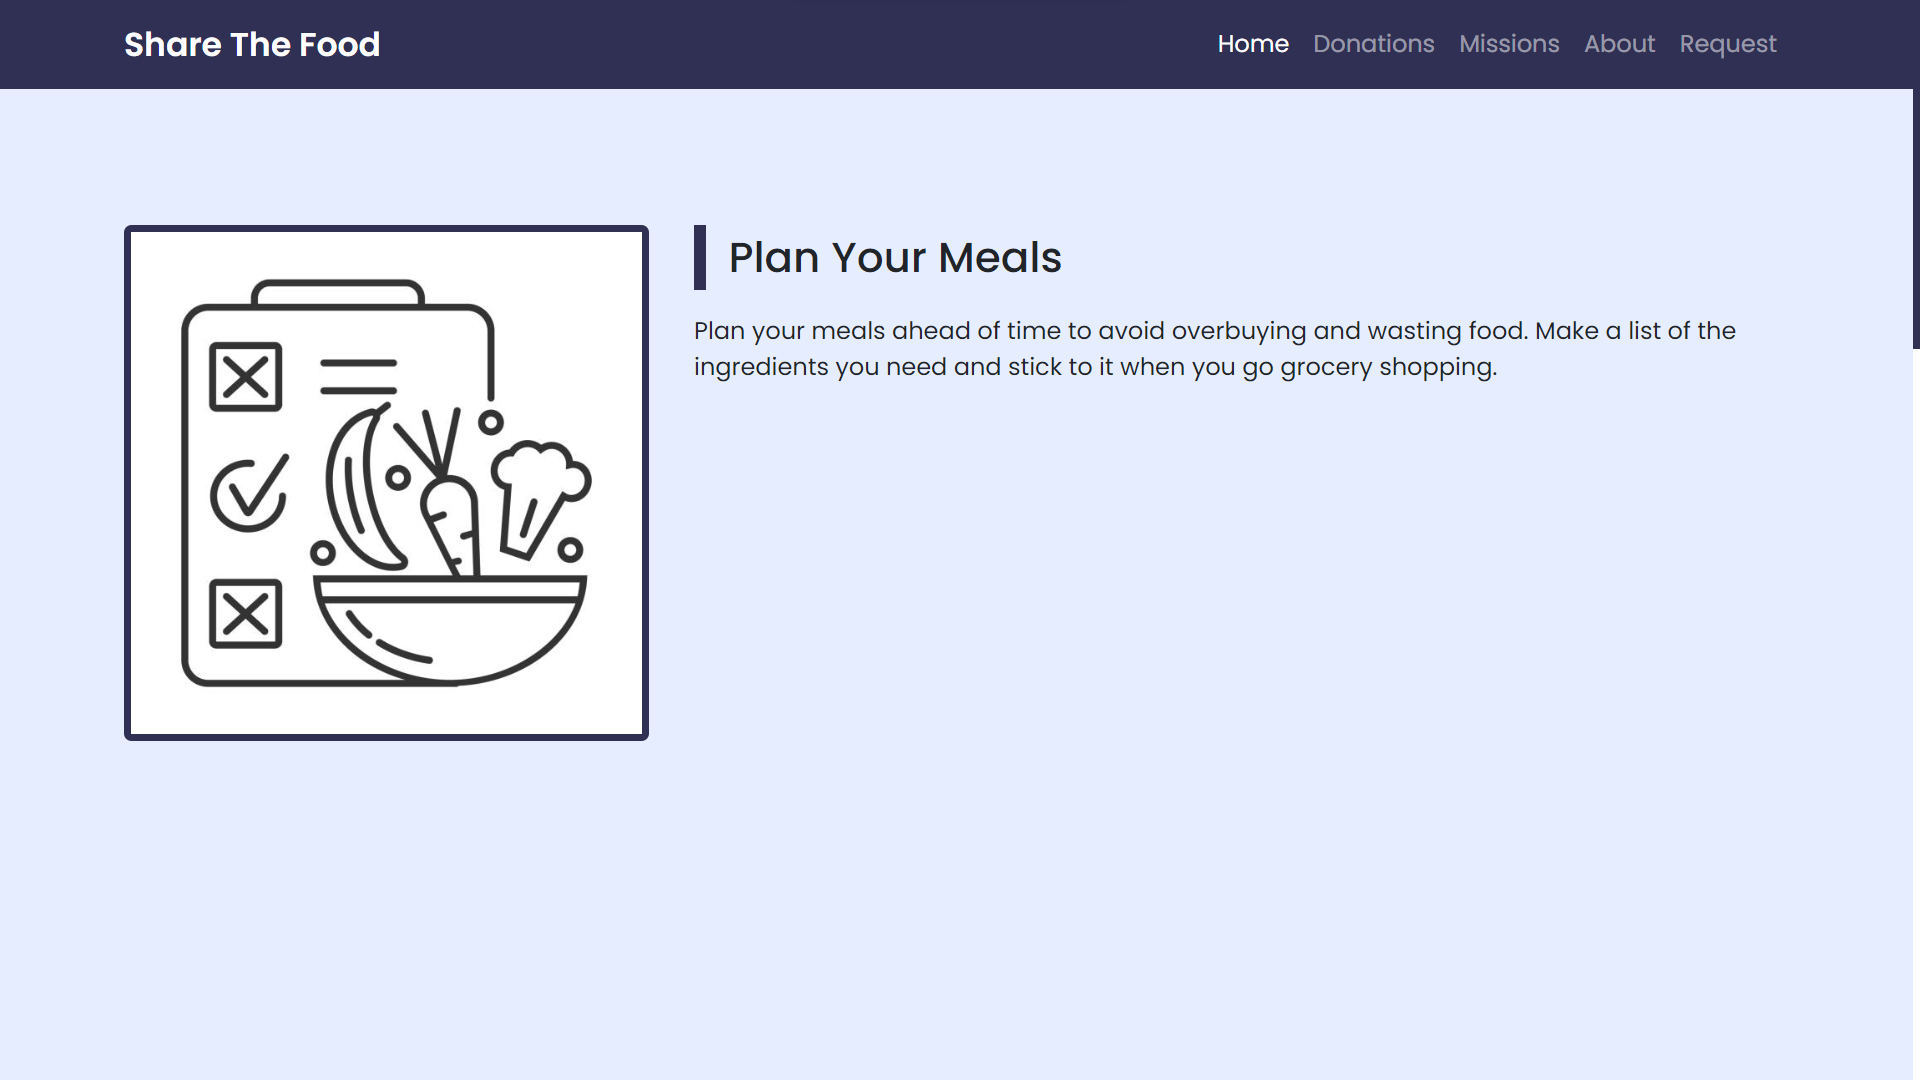 Share The Food
Home Donations Missions About Request
Plan Your Meals
Plan your meals ahead of time to avoid overbuying and wasting food. Make a list of the
ingredients you need and stick to it when you go grocery shopping.